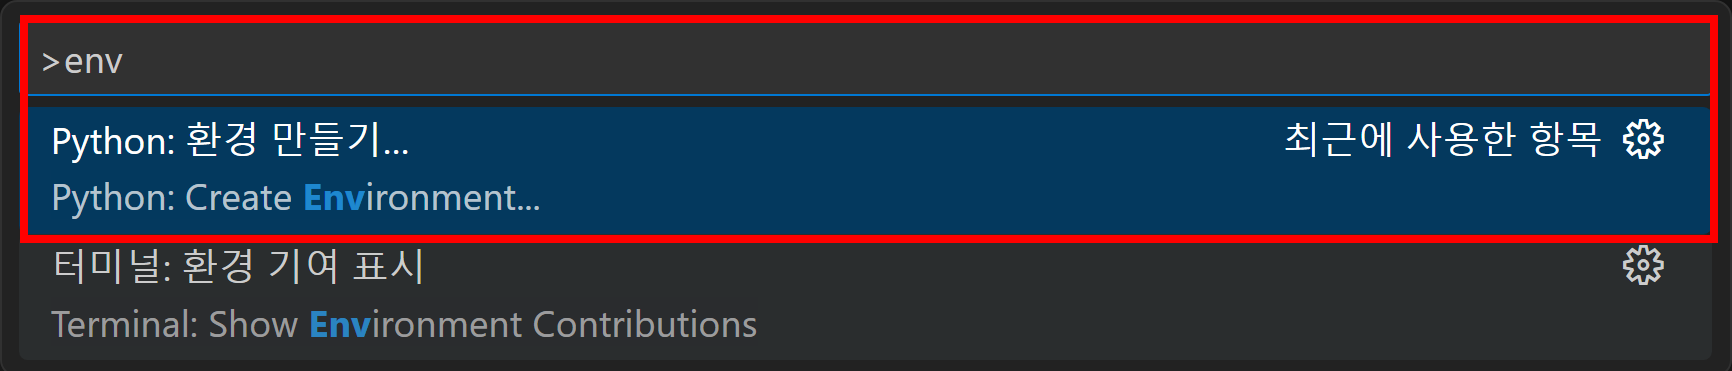 >env
Python: 환경 만들기... 최근에 사용한 항목
Python: Create Environment...
터미널: 환경 기여 표시
Terminal: Show Environment Contributions